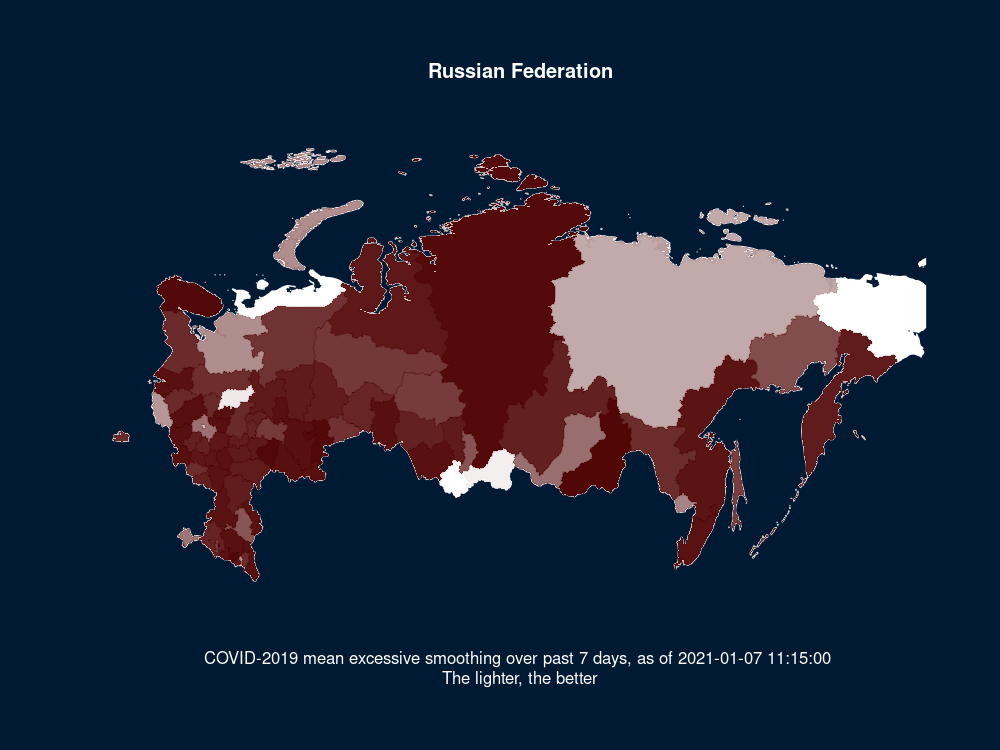 Russian Federation
COVID-2019 mean excessive smoothing over past 7 days, as of 2021-01-07 11:15:00
The lighter, the better